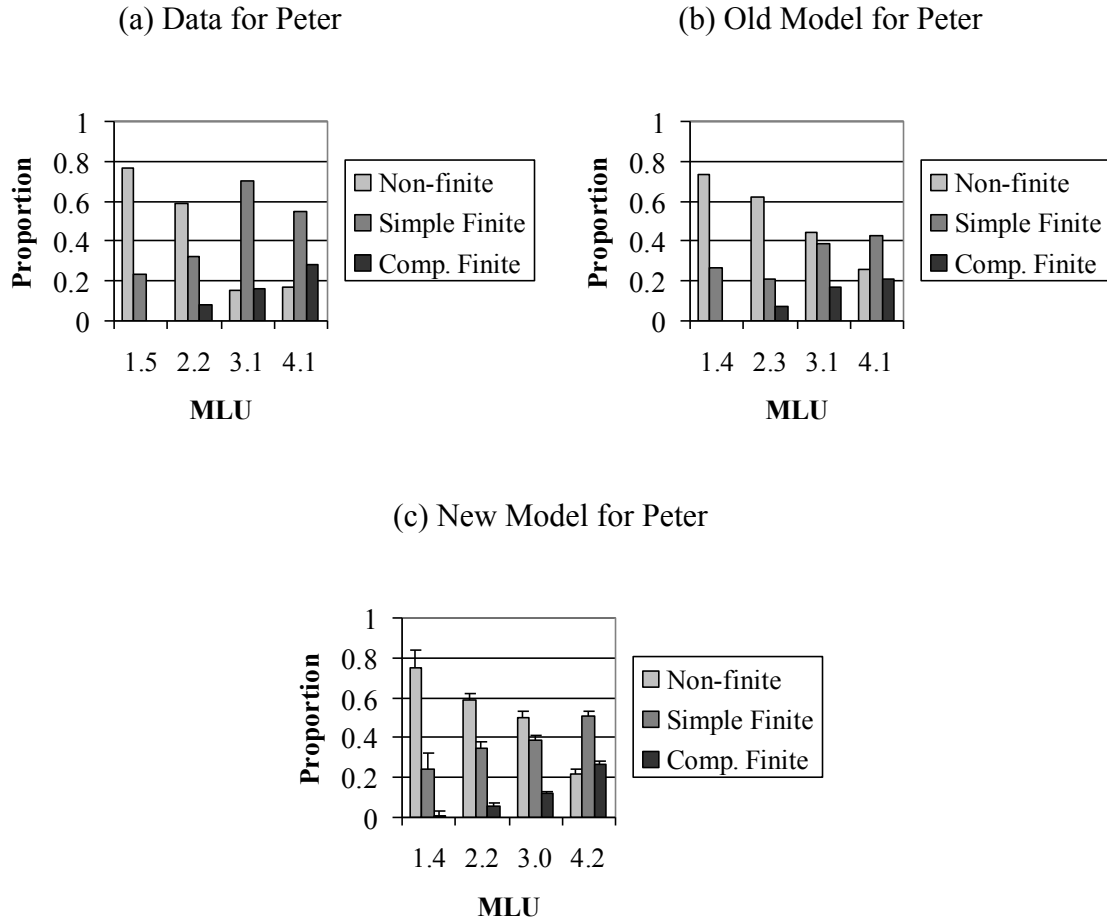 (a) Data for Peter
(b) Old Model for Peter
1
0.8
0.6
0.4
0.2
0
Proportion
1.5 2.2 3.1 4.1
MLU
Non-finite
Simple Finite
Comp. Finite
1
0.8
0.6
0.4
0.2
0
Proportion
1.4 2.3 3.1 4.1
MLU
Non-finite
Simple Finite
Comp. Finite
(c) New Model for Peter
1
0.8
0.6
0.4
0.2
0
Proportion
1.4 2.2 3.0 4.2
MLU
Non-finite
Simple Finite
Comp. Finite